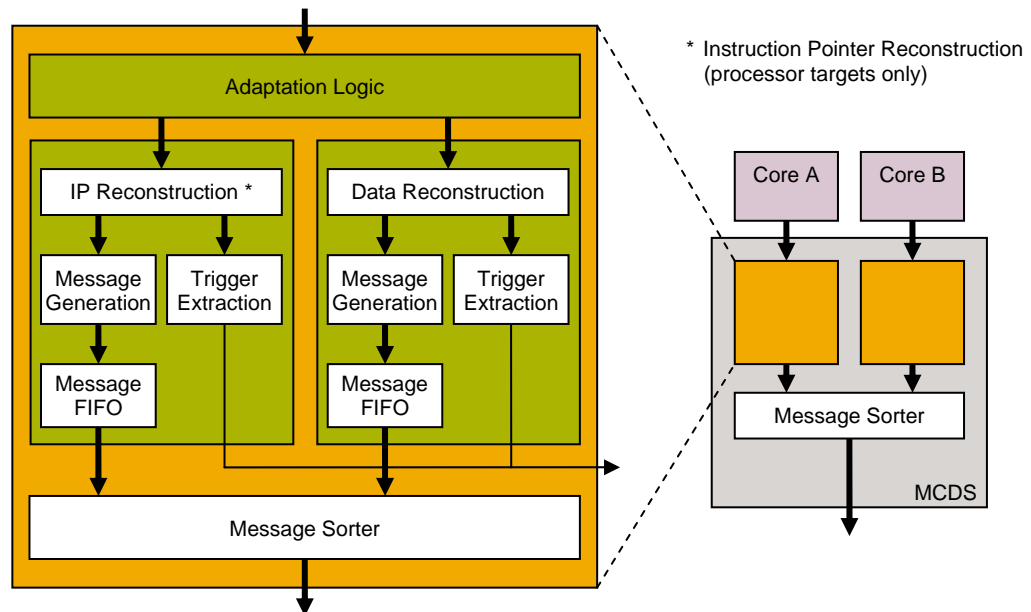 Adaptation Logic
IP Reconstruction *
Message
Generation
Trigger
Extraction
Message
FIFO
Data Reconstruction
Message
Generation
Trigger
Extraction
Message
FIFO
Message Sorter
* Instruction Pointer Reconstruction
(processor targets only)
Core A
Core B
Message Sorter
MCDS